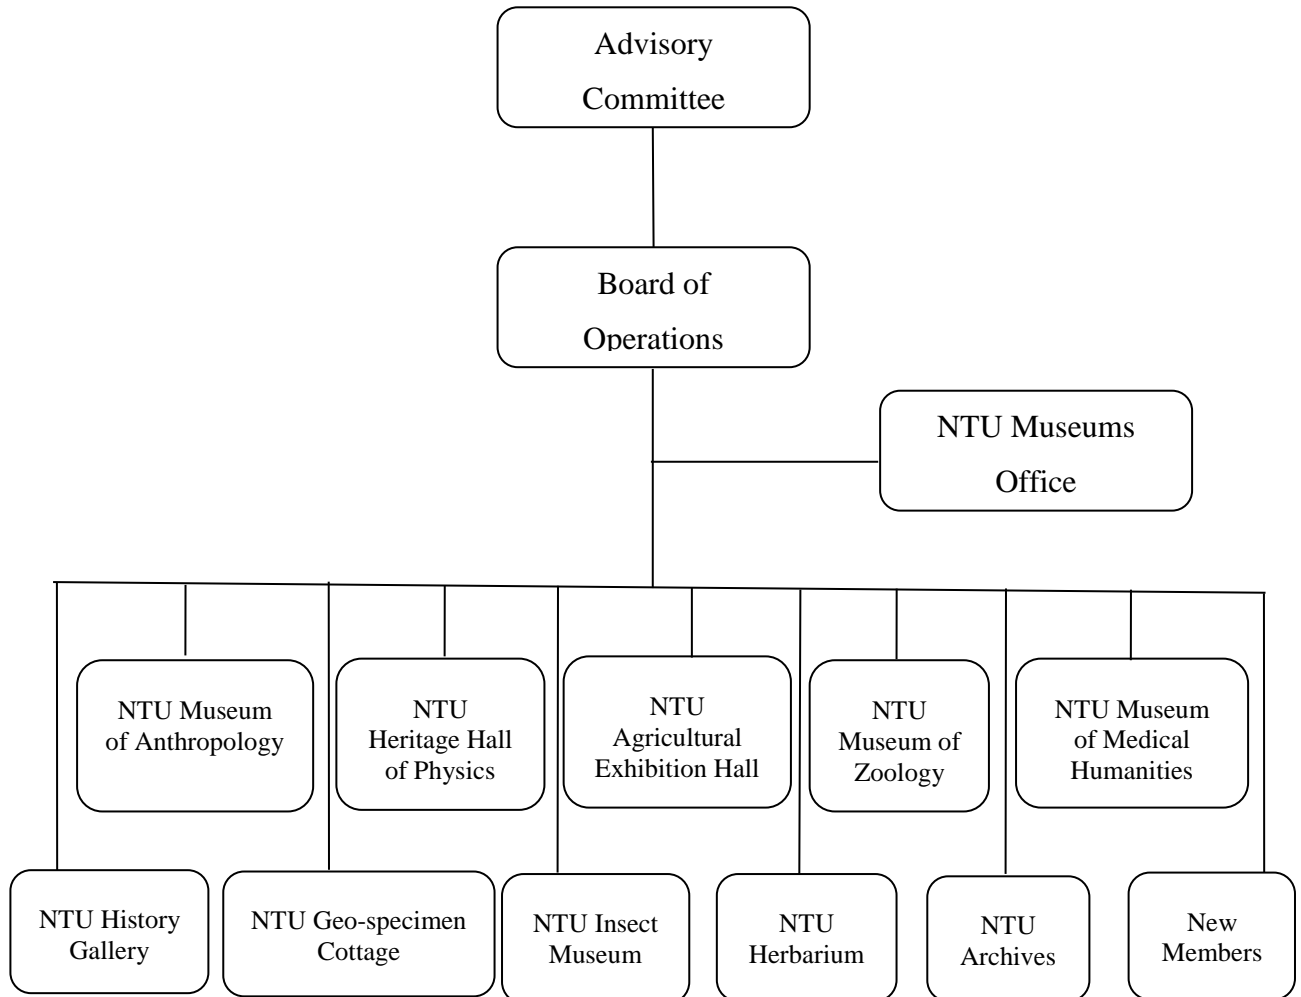 Advisory
Committee
Board of
Operations
NTU Museums
Office
NTU Museum
of Anthropology
NTU
Heritage Hall
of Physics
NTU
Agricultural
Exhibition Hall
NTU
Museum of
Zoology
NTU Museum
of Medical
Humanities
NTU History
Gallery
NTU Geo-specimen
Cottage
NTU Insect
Museum
NTU
Herbarium
NTU
Archives
New
Members